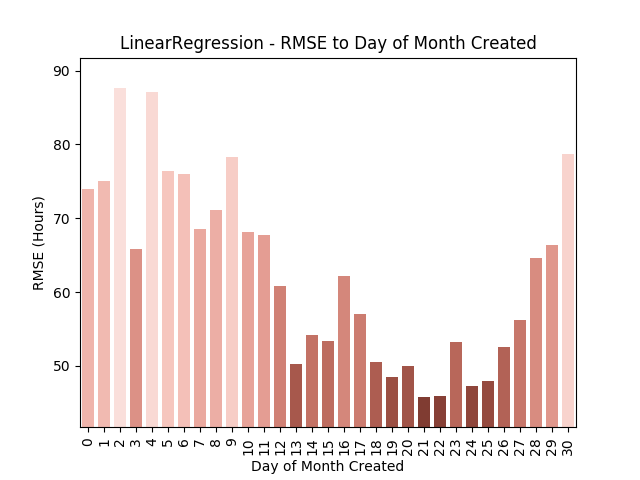 LinearRegression - RMSE to Day of Month Created
90
80
70
60
50
RMSE (Hours)
0 1 2 3 4 5 6 7 8 9 10 11 12 13 14 15 16 17 18 19 20 21 22 23 24 25 26 27 28 29 30
Day of Month Created